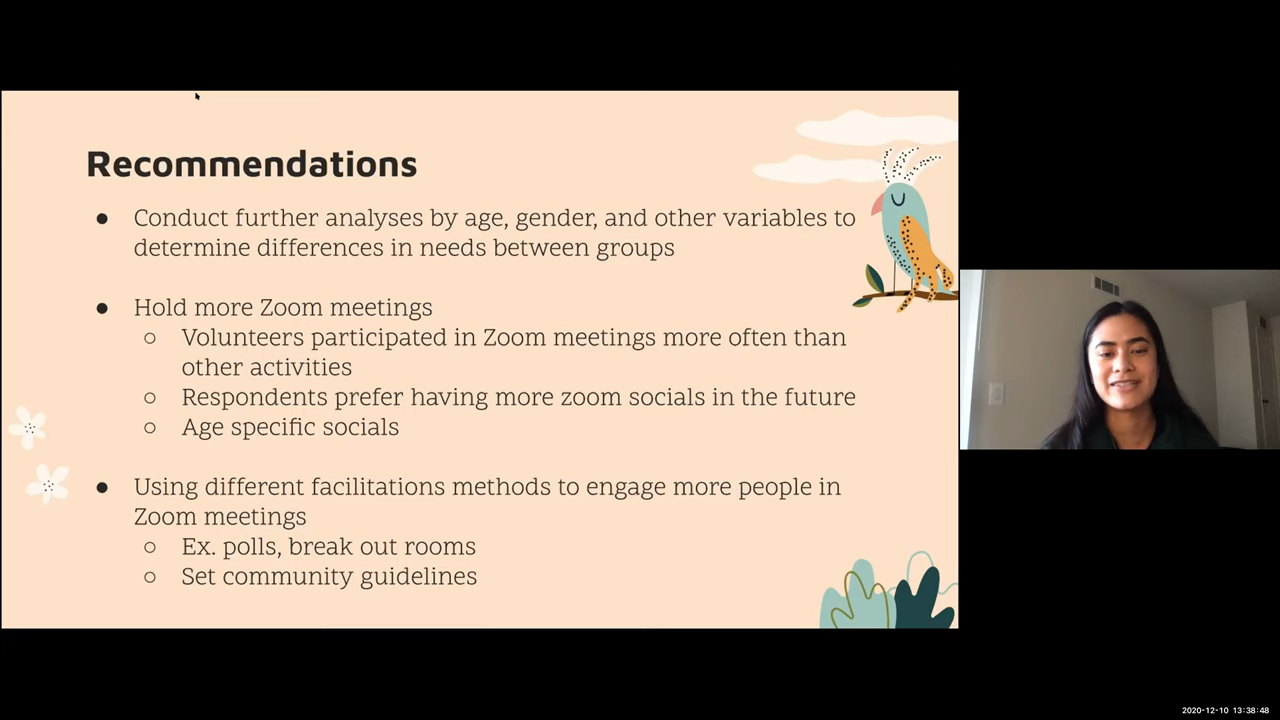 Recommendations
● Conduct further analyses by age, gender, and other variables to
determine differences in needs between groups
● Hold more Zoom meetings
○ Volunteers participated in Zoom meetings more often than
other activities
○ Respondents prefer having more zoom socials in the future
○ Age specific socials
● Using different facilitations methods to engage more people in
Zoom meetings
○ Ex. polls, break out rooms
○ Set community guidelines
2020-12-10 13:38:48